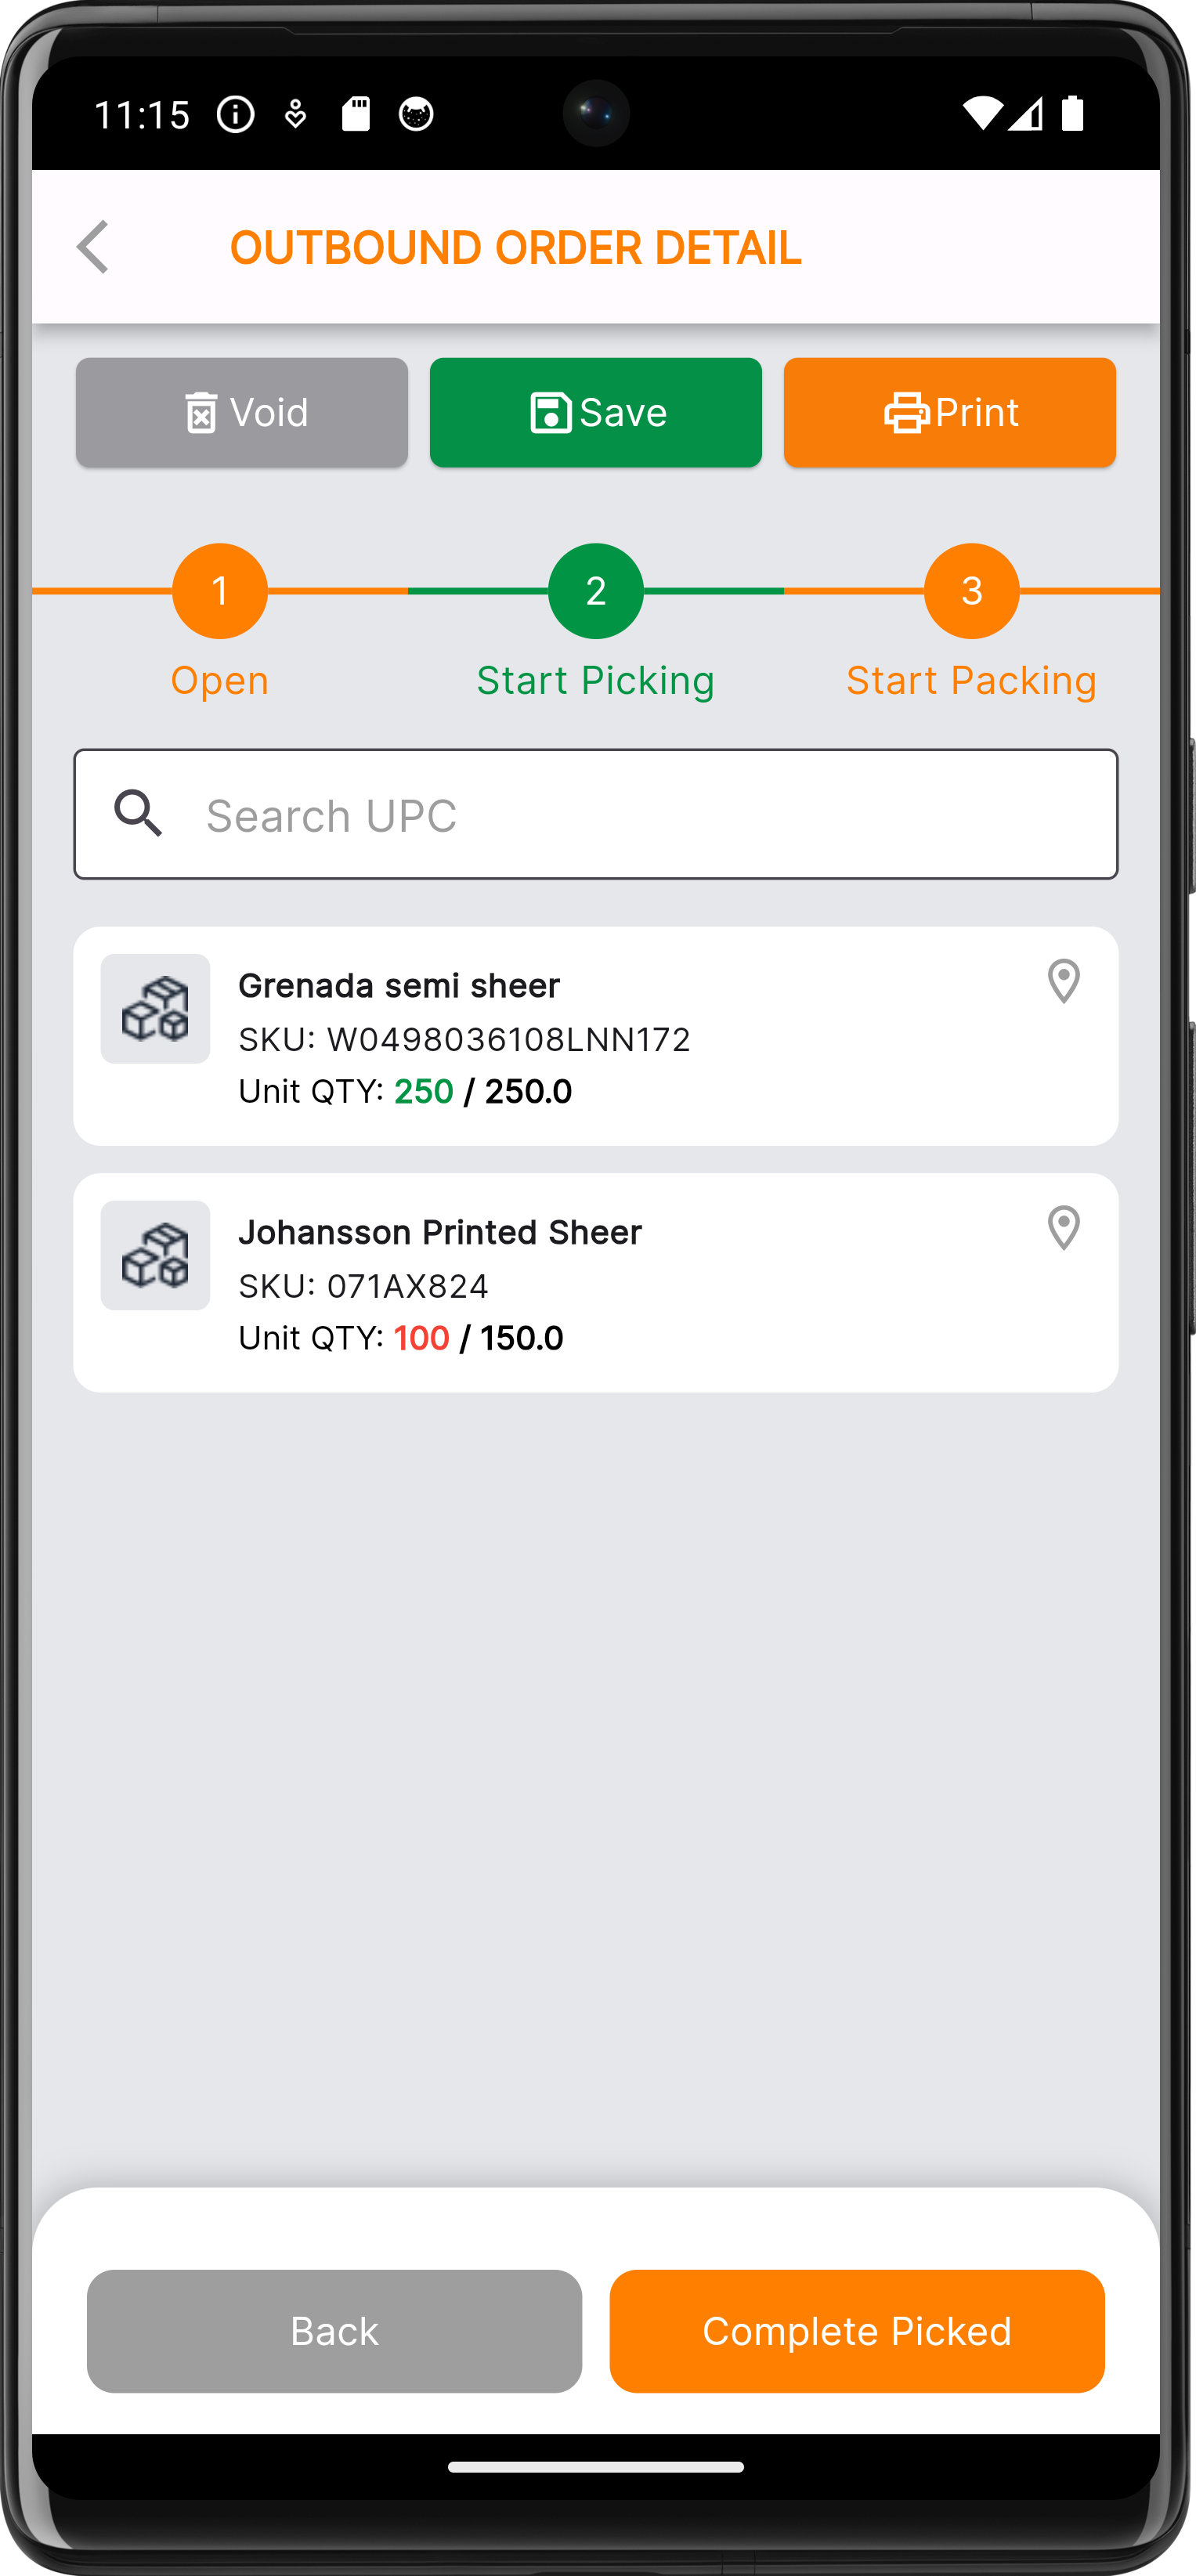 11:15
OUTBOUND ORDER DETAIL
Void
Save
Print
1
2
3
Open
Start Picking
Start Packing
Search UPC
Grenada semi sheer
SKU: W0498036108LNN172
Unit QTY: 250 / 250.0
Johansson Printed Sheer
SKU: 071AX824
Unit QTY: 100 / 150.0
Back
Complete Picked